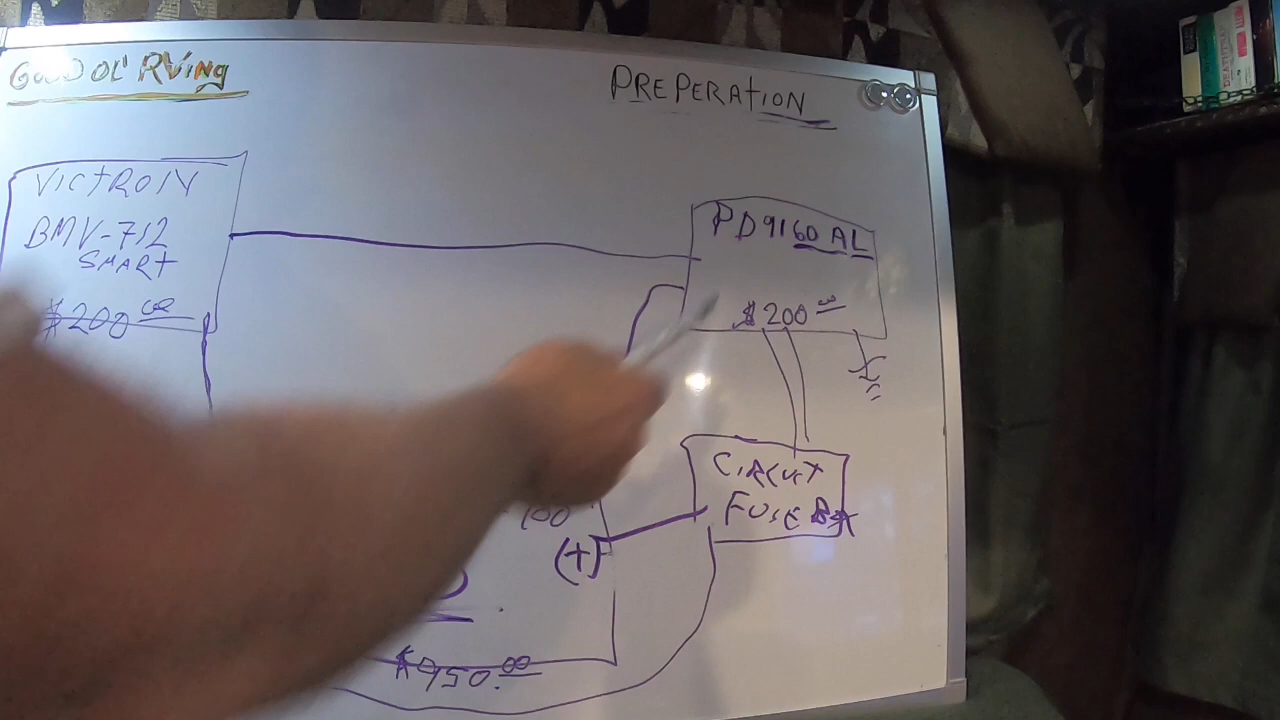 GOOD OL' RVing
PREPERATION
VICTRON
BMV-712
SMART
$200 00
PD9160 AL
$200 00
CIRCUIT
FUSE Box
100
(+)
$950.00